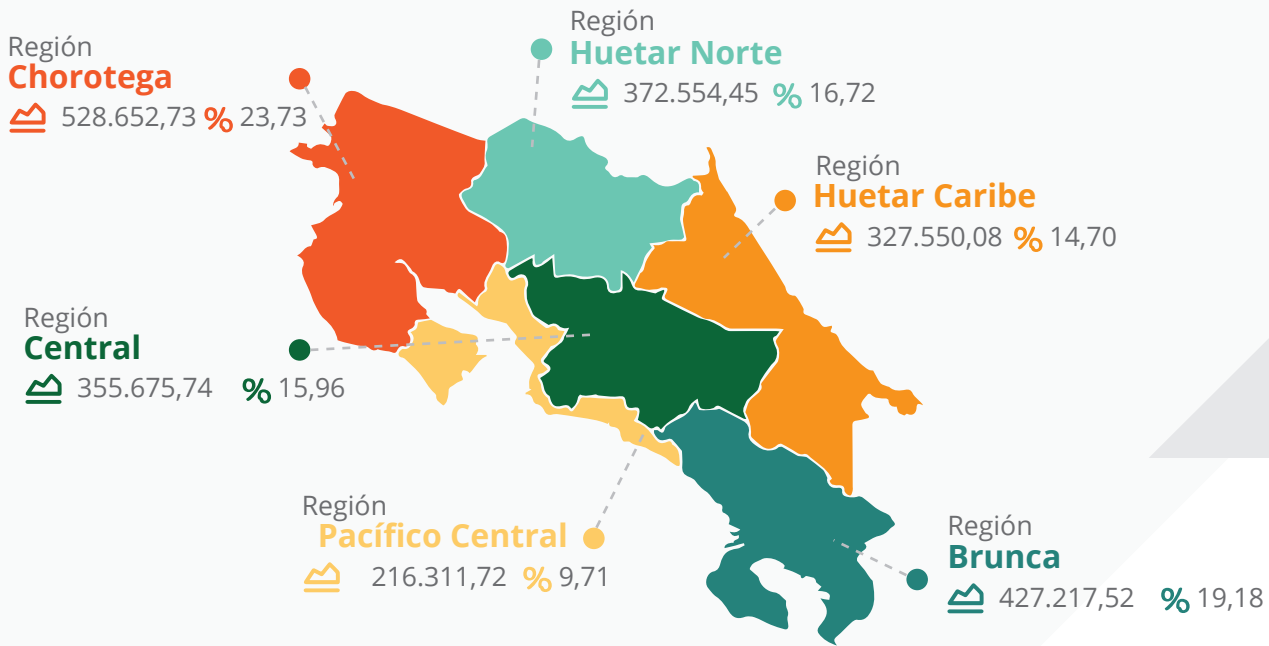 Región
Huetar Norte
372.554,45 % 16,72
Región
Chorotega
528.652,73 % 23,73
Región
Huetar Caribe
327.550,08 % 14,70
Región
Central
355.675,74 % 15,96
Región
Pacífico Central
216.311,72 % 9,71
Región
Brunca
427.217,52 % 19,18